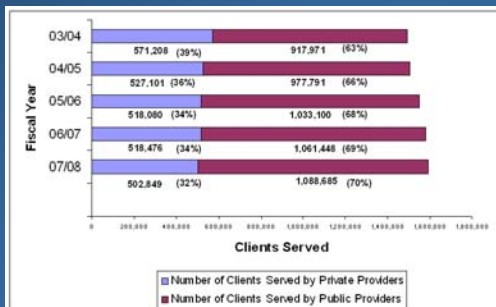 Fiscal Year
03/04
571,208 (39%) 917,971 (63%)
04/05
527,101 (36%) 977,791 (66%)
05/06
518,080 (34%) 1,033,100 (68%)
06/07
518,476 (34%) 1,061,448 (69%)
07/08
502,849 (32%) 1,088,685 (70%)
0 200,000 400,000 600,000 800,000 1,000,000 1,200,000 1,400,000 1,600,000 1,800,000
Clients Served
Number of Clients Served by Private Providers
Number of Clients Served by Public Providers